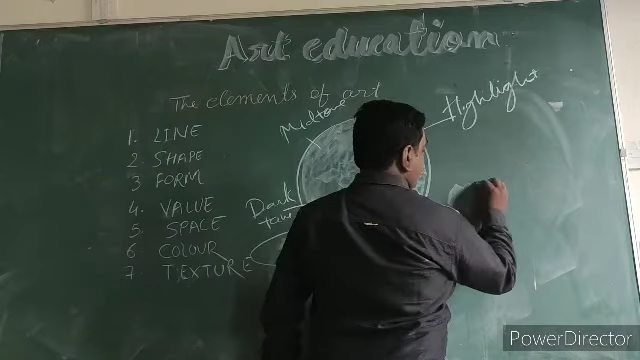 Art education
The elements of art
Midtone
Highlight
1. LINE
2. SHAPE
3 FORM
4. VALUE
5. SPACE
6 COLOUR
7 TEXTURE
Dark
tone
PowerDirector